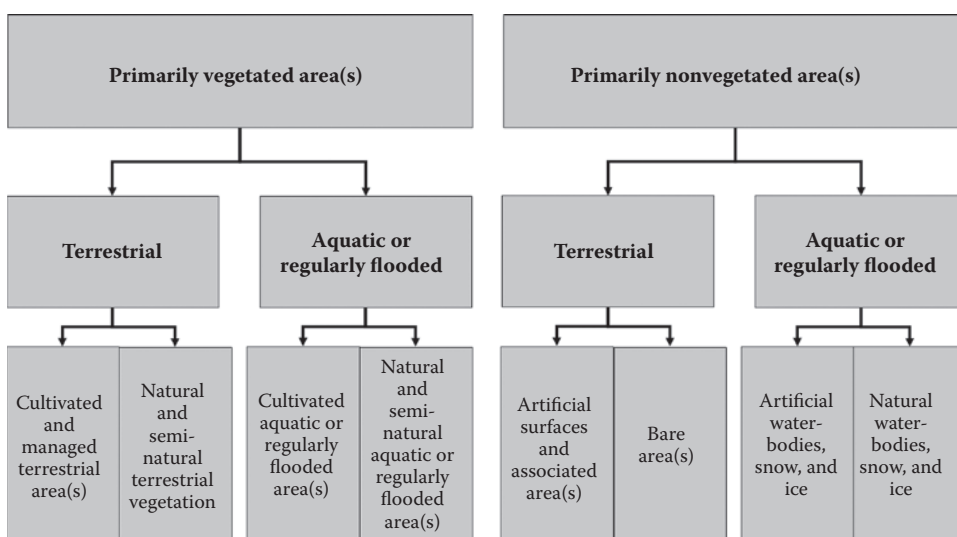 Primarily vegetated area(s)
Primarily nonvegetated area(s)
Terrestrial
Aquatic or
regularly flooded
Terrestrial
Aquatic or
regularly flooded
Cultivated
and
managed
terrestrial
area(s)
Natural
and
semi-
natural
terrestrial
vegetation
Cultivated
aquatic or
regularly
flooded
area(s)
Natural
and
semi-
natural
aquatic or
regularly
flooded
area(s)
Artificial
surfaces
and
associated
area(s)
Bare
area(s)
Artificial
water-
bodies,
snow, and
ice
Natural
water-
bodies,
snow, and
ice